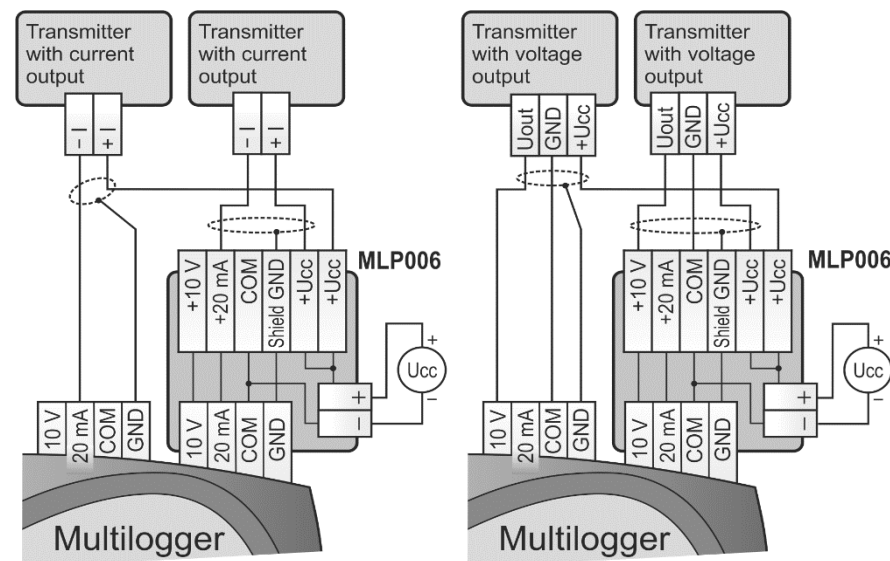 Transmitter
with current
output
Transmitter
with current
output
Transmitter
with voltage
output
Transmitter
with voltage
output
– I
+ I
– I
+ I
Uout
GND
+Ucc
Uout
GND
+Ucc
MLP006
MLP006
+10 V
+20 mA
COM
Shield GND
+Ucc
+Ucc
+10 V
+20 mA
COM
Shield GND
+Ucc
+Ucc
+
Ucc
–
+
Ucc
–
+
–
+
–
10 V
20 mA
COM
GND
10 V
20 mA
COM
GND
10 V
20 mA
COM
GND
10 V
20 mA
COM
GND
Multilogger
Multilogger